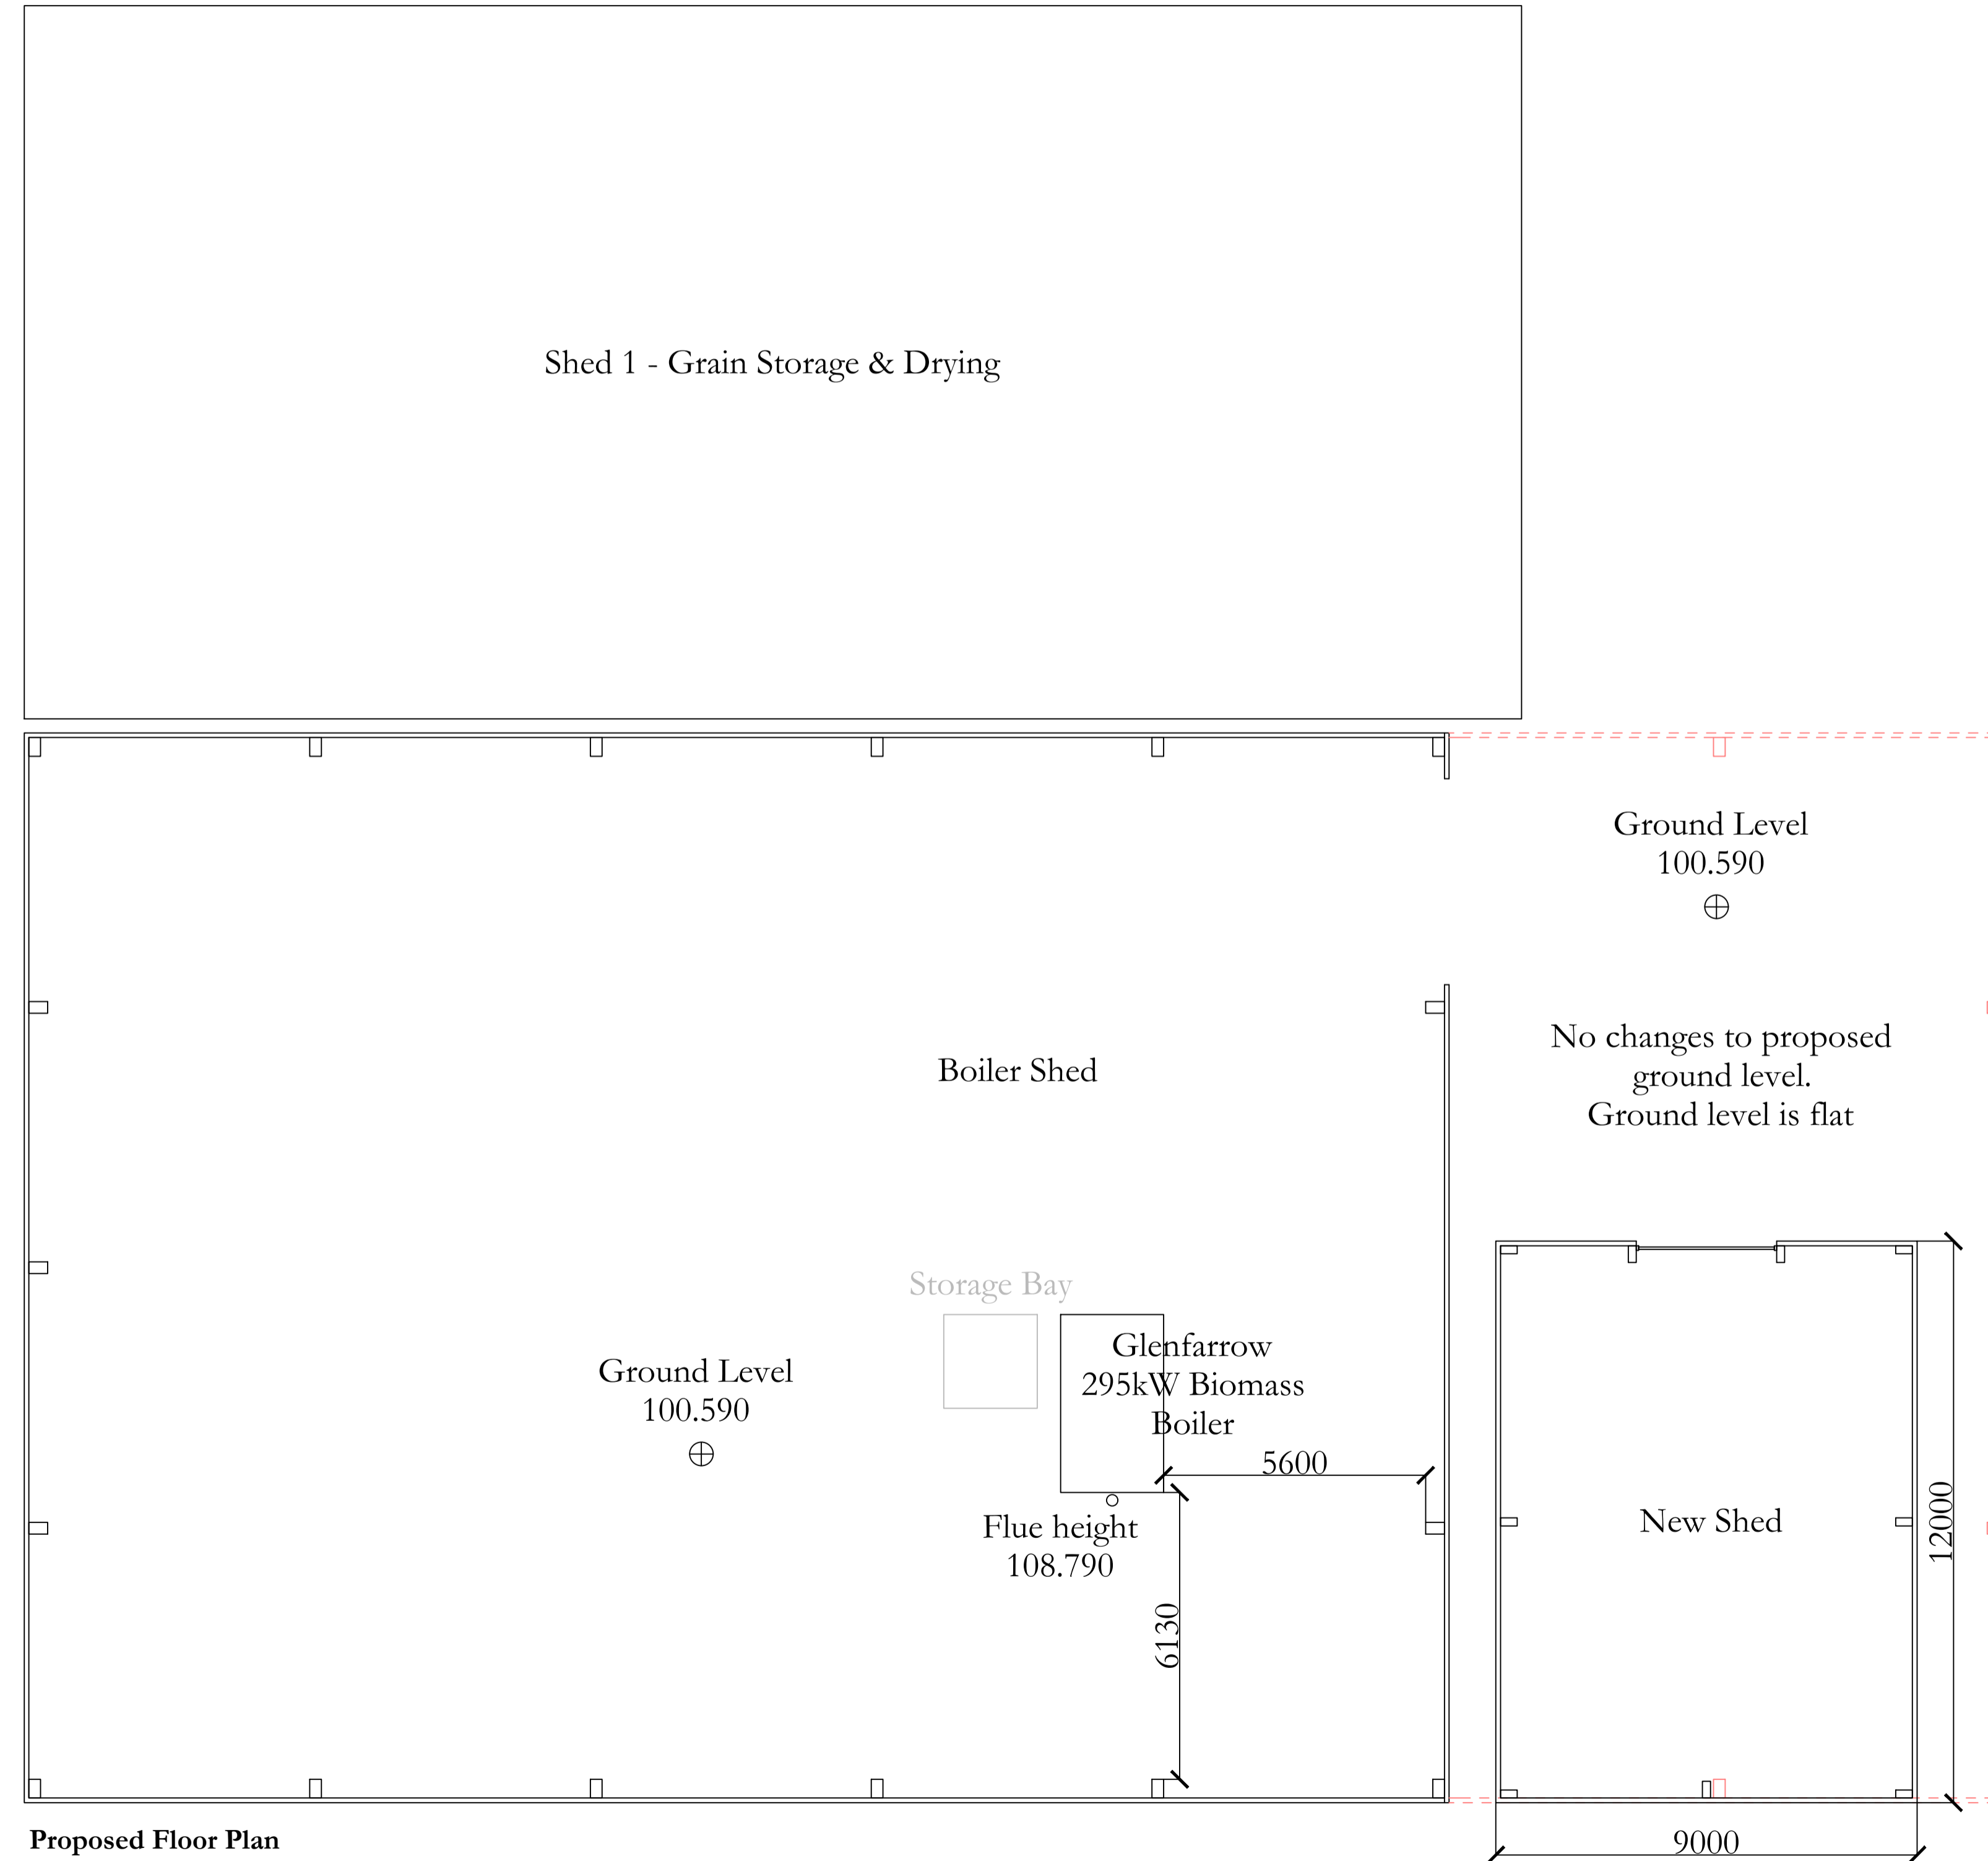 Shed 1 - Grain Storage & Drying
Ground Level
100.590
No changes to proposed
ground level.
Ground level is flat
Boiler Shed
Storage Bay
Glenfarrow
295kW Biomass
Boiler
Ground Level
100.590
5600
Flue height
108.790
6130
New Shed
12000
9000
Proposed Floor Plan